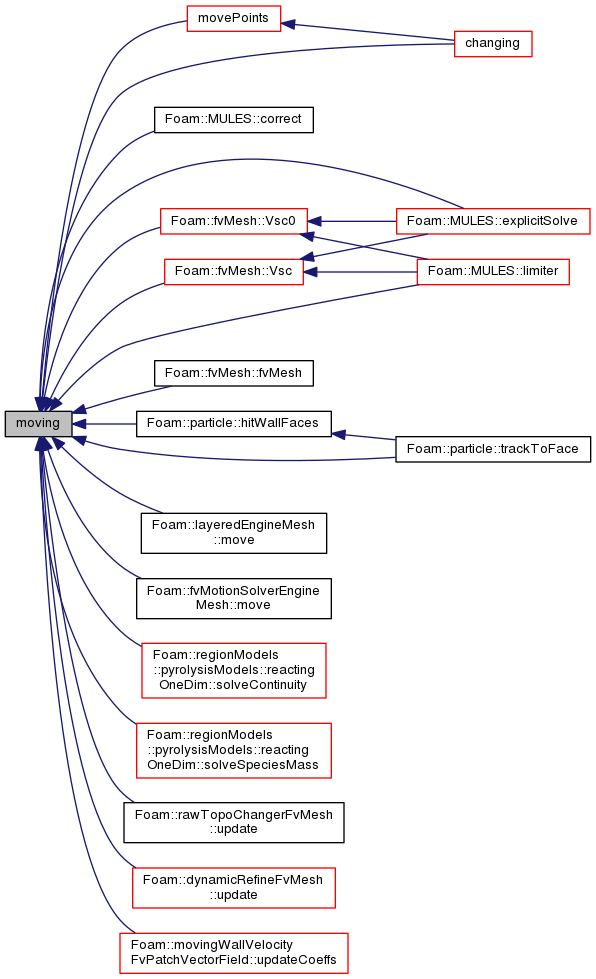 movePoints
changing
Foam::MULES::correct
Foam::fvMesh::Vsc0
Foam::MULES::explicitSolve
Foam::fvMesh::Vsc
Foam::MULES::limiter
Foam::fvMesh::fvMesh
moving
Foam::particle::hitWallFaces
Foam::particle::trackToFace
Foam::layeredEngineMesh
::move
Foam::fvMotionSolverEngine
Mesh::move
Foam::regionModels
::pyrolysisModels::reacting
OneDim::solveContinuity
Foam::regionModels
::pyrolysisModels::reacting
OneDim::solveSpeciesMass
Foam::rawTopoChangerFvMesh
::update
Foam::dynamicRefineFvMesh
::update
Foam::movingWallVelocity
FvPatchVectorField::updateCoeffs